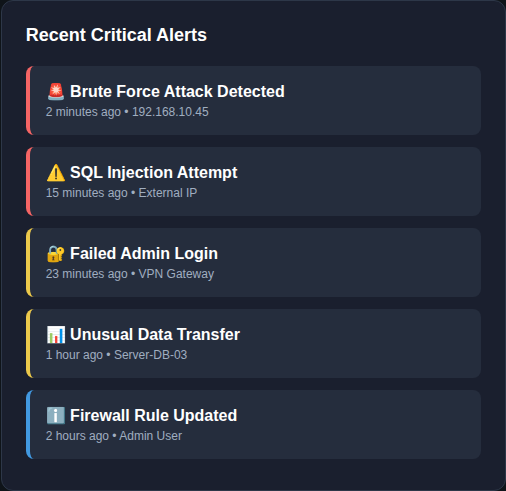 Recent Critical Alerts
🚨 Brute Force Attack Detected
2 minutes ago • 192.168.10.45
⚠️ SQL Injection Attempt
15 minutes ago • External IP
🔐 Failed Admin Login
23 minutes ago • VPN Gateway
📊 Unusual Data Transfer
1 hour ago • Server-DB-03
ℹ️ Firewall Rule Updated
2 hours ago • Admin User